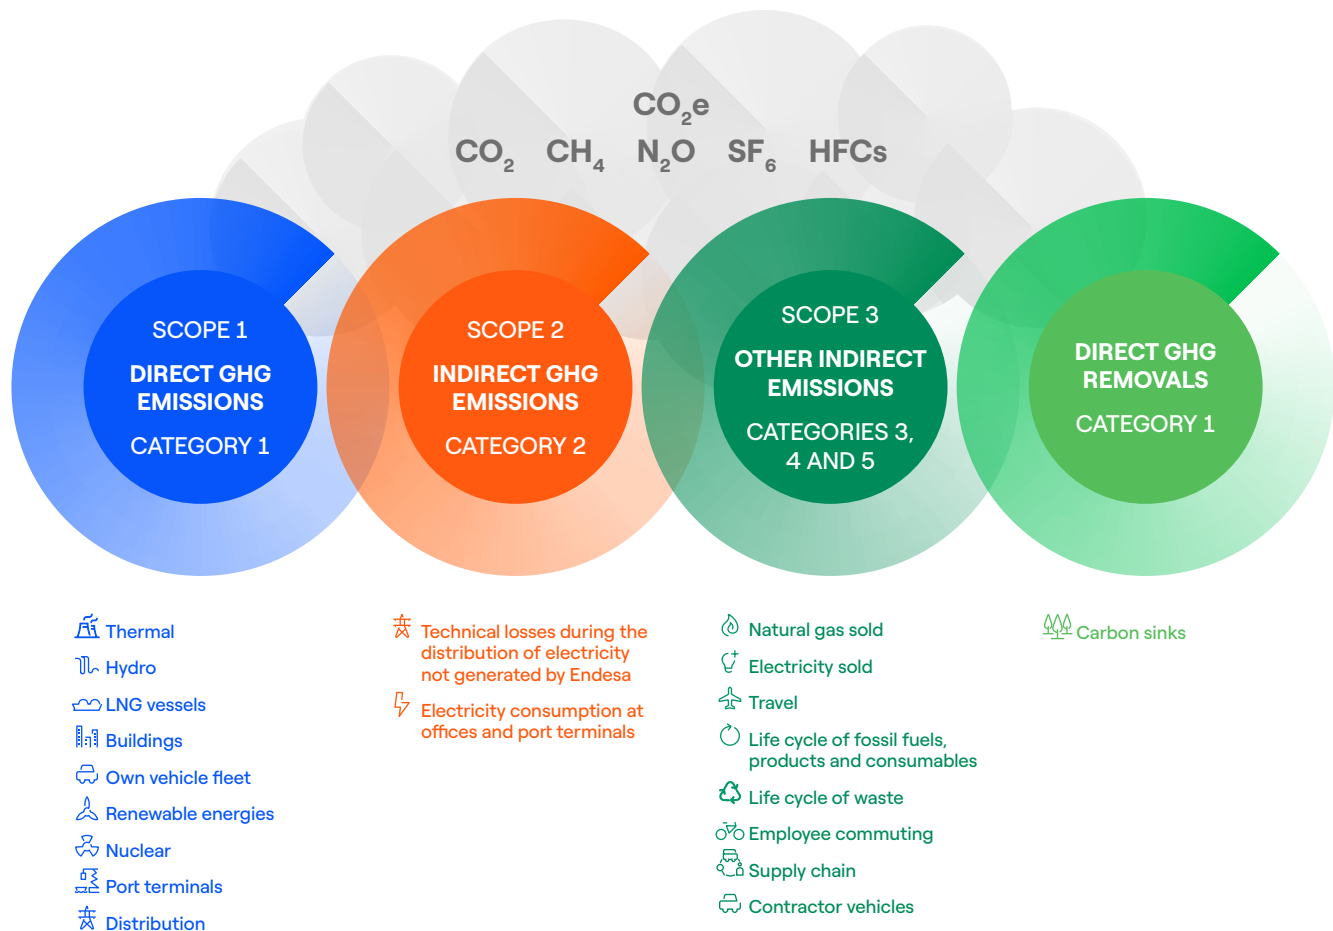 CO₂e
CO₂ CH₄ N₂O SF₆ HFCs
SCOPE 1
DIRECT GHG
EMISSIONS
CATEGORY 1
SCOPE 2
INDIRECT GHG
EMISSIONS
CATEGORY 2
SCOPE 3
OTHER INDIRECT
EMISSIONS
CATEGORIES 3,
4 AND 5
DIRECT GHG
REMOVALS
CATEGORY 1
Thermal
Hydro
LNG vessels
Buildings
Own vehicle fleet
Renewable energies
Nuclear
Port terminals
Distribution
Technical losses during the
distribution of electricity
not generated by Endesa
Electricity consumption at
offices and port terminals
Natural gas sold
Electricity sold
Travel
Life cycle of fossil fuels,
products and consumables
Life cycle of waste
Employee commuting
Supply chain
Contractor vehicles
Carbon sinks